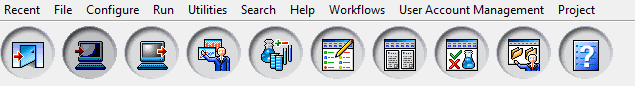 Recent File Configure Run Utilities Search Help Workflows User Account Management Project